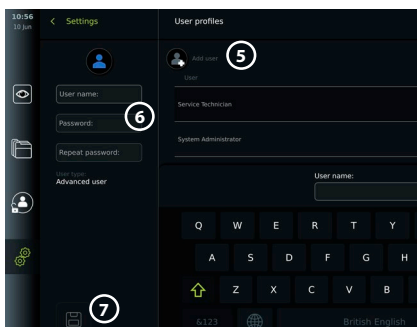 10:56
10 Jun
Settings
User profiles
Add user
5
User
User name:
Service Technician
Password:
6
System Administrator
Repeat password:
User type:
Advanced user
User name:
Q W E R T Y
A S D F G H
Z X C V B
7
&123
British English